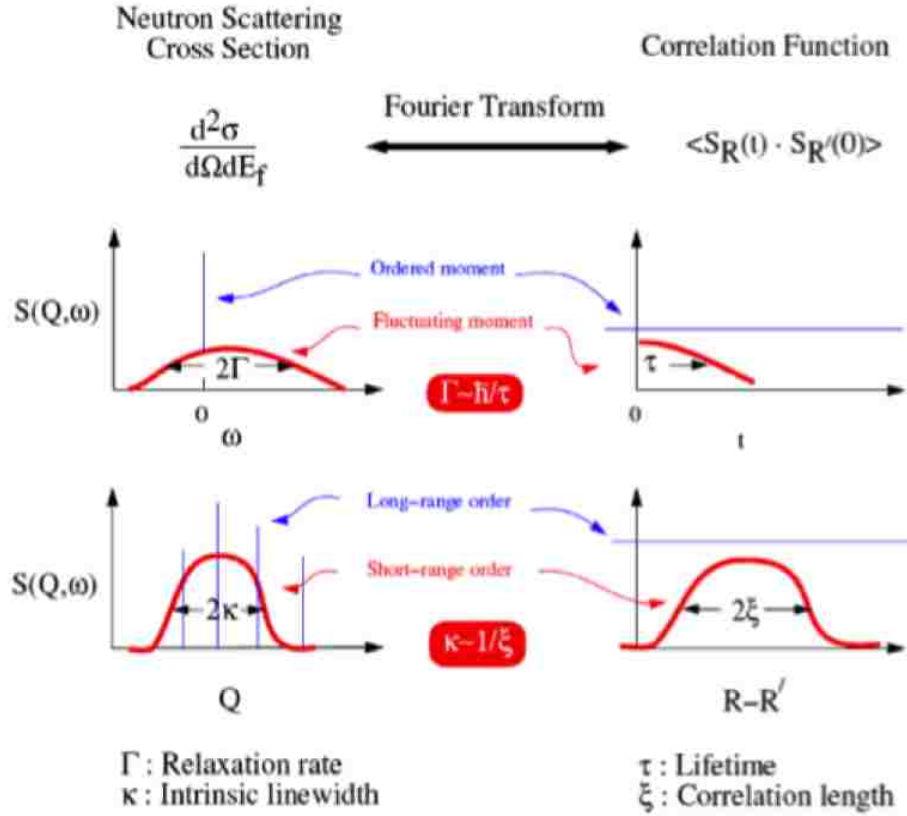 Neutron Scattering
Cross Section
Correlation Function
Fourier Transform
d²σ
dΩdE_f
<S_R(t) · S_R′(0)>
S(Q,ω)
Ordered moment
Fluctuating moment
2Γ
τ
Γ~ħ/τ
0
0
ω
t
S(Q,ω)
Long-range order
Short-range order
2κ
2ξ
κ~1/ξ
Q
R-R′
Γ : Relaxation rate
κ : Intrinsic linewidth
τ : Lifetime
ξ : Correlation length